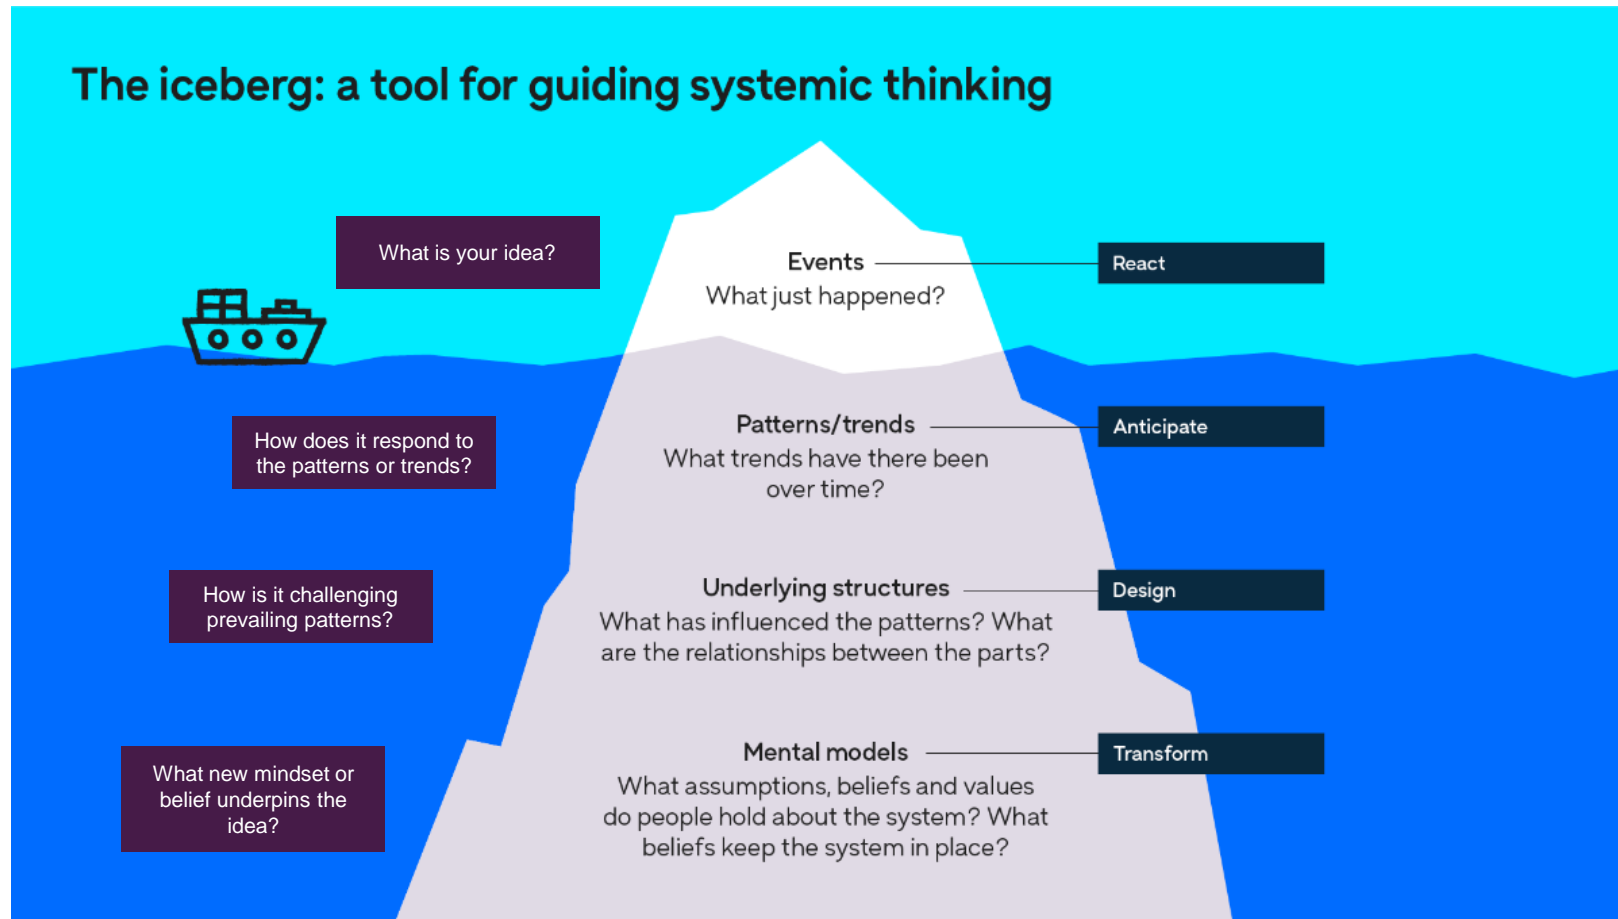 The iceberg: a tool for guiding systemic thinking
What is your idea?
Events
What just happened?
React
How does it respond to
the patterns or trends?
Patterns/trends
What trends have there been
over time?
Anticipate
How is it challenging
prevailing patterns?
Underlying structures
What has influenced the patterns? What
are the relationships between the parts?
Design
What new mindset or
belief underpins the
idea?
Mental models
What assumptions, beliefs and values
do people hold about the system? What
beliefs keep the system in place?
Transform